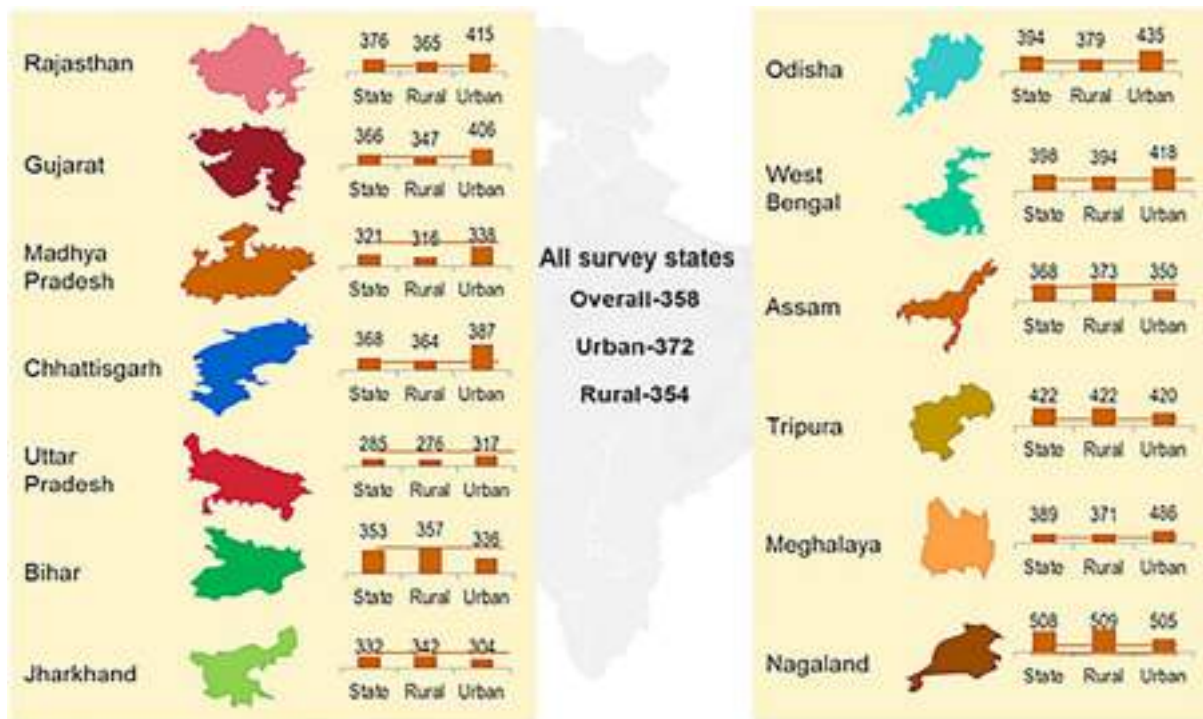 Rajasthan
376 365 415
State Rural Urban
Gujarat
366 347 406
State Rural Urban
Madhya
Pradesh
321 316 338
State Rural Urban
Chhattisgarh
368 364 387
State Rural Urban
Uttar
Pradesh
285 276 317
State Rural Urban
Bihar
353 357 336
State Rural Urban
Jharkhand
332 342 304
State Rural Urban
All survey states
Overall-358
Urban-372
Rural-354
Odisha
394 379 435
State Rural Urban
West
Bengal
398 394 418
State Rural Urban
Assam
368 373 350
State Rural Urban
Tripura
422 422 420
State Rural Urban
Meghalaya
389 371 486
State Rural Urban
Nagaland
508 509 505
State Rural Urban